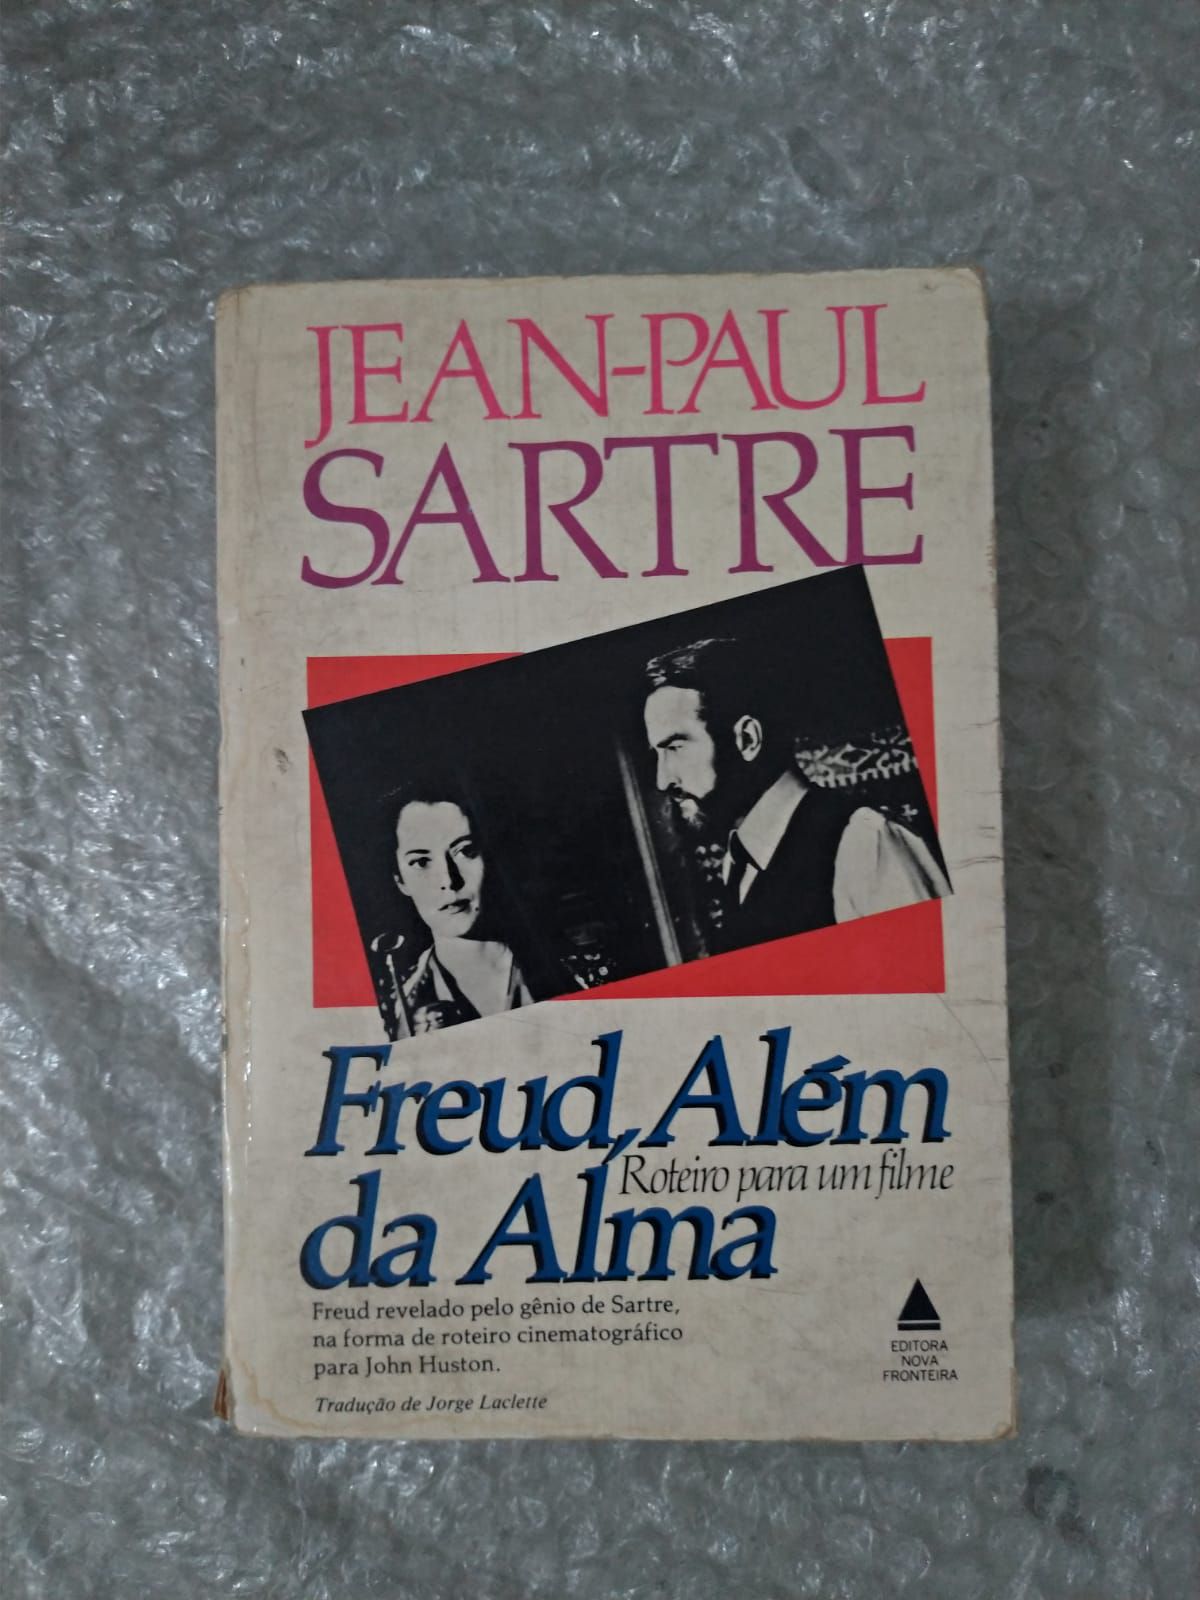 JEAN-PAUL
SARTRE
Freud, Além
da Alma
Roteiro para um filme
Freud revelado pelo gênio de Sartre,
na forma de roteiro cinematográfico
para John Huston.
Tradução de Jorge Laclette
EDITORA
NOVA
FRONTEIRA